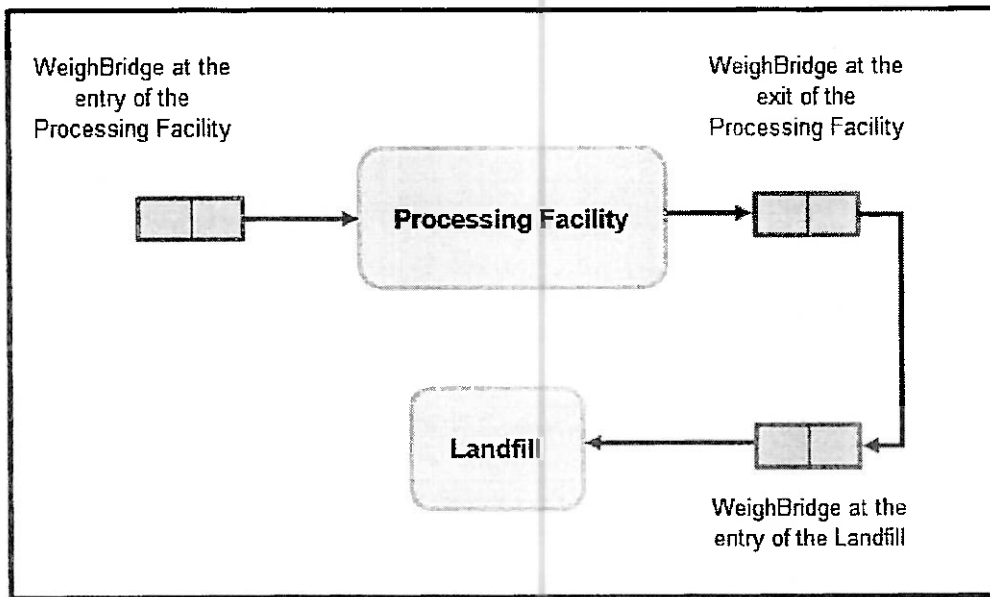 WeighBridge at the
entry of the
Processing Facility
WeighBridge at the
exit of the
Processing Facility
Processing Facility
Landfill
WeighBridge at the
entry of the Landfill